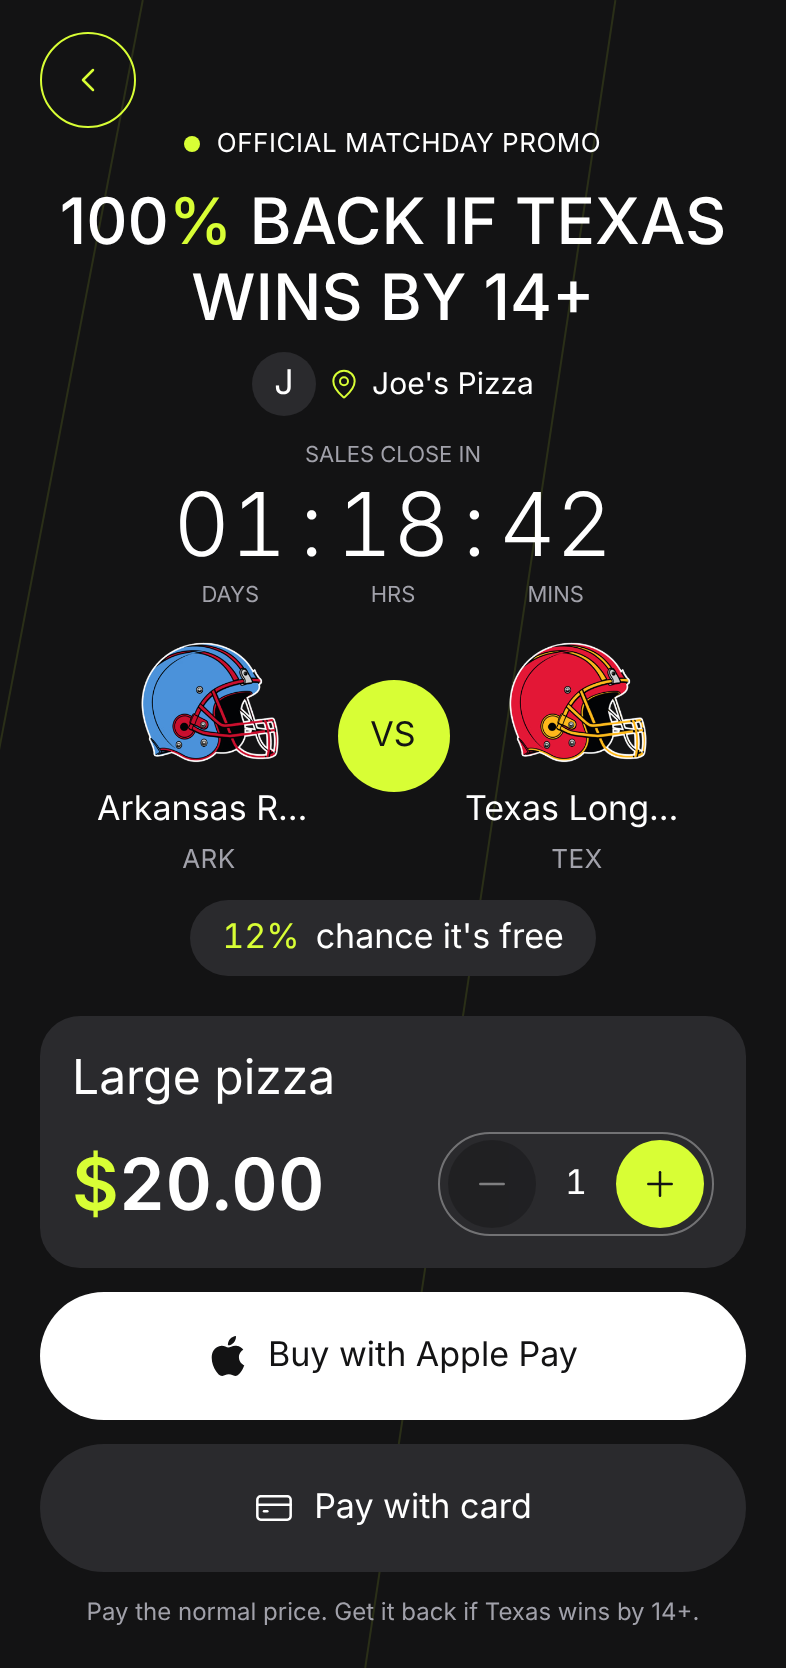 OFFICIAL MATCHDAY PROMO
100% BACK IF TEXAS
WINS BY 14+
J Joe's Pizza
SALES CLOSE IN
01 : 18 : 42
DAYS HRS MINS
VS
Arkansas R... Texas Long...
ARK TEX
12% chance it's free
Large pizza
$20.00 1
Buy with Apple Pay
Pay with card
Pay the normal price. Get it back if Texas wins by 14+.